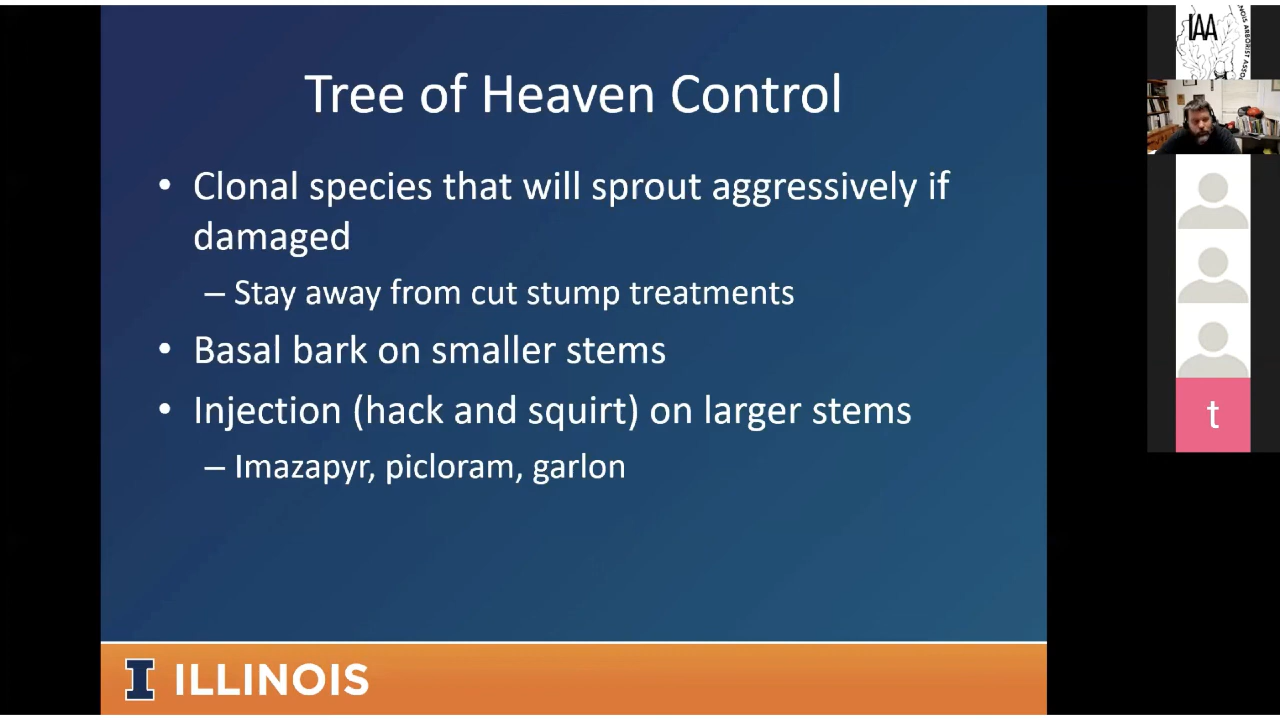 Tree of Heaven Control
• Clonal species that will sprout aggressively if
damaged
– Stay away from cut stump treatments
• Basal bark on smaller stems
• Injection (hack and squirt) on larger stems
– Imazapyr, picloram, garlon
I ILLINOIS
IAA
t